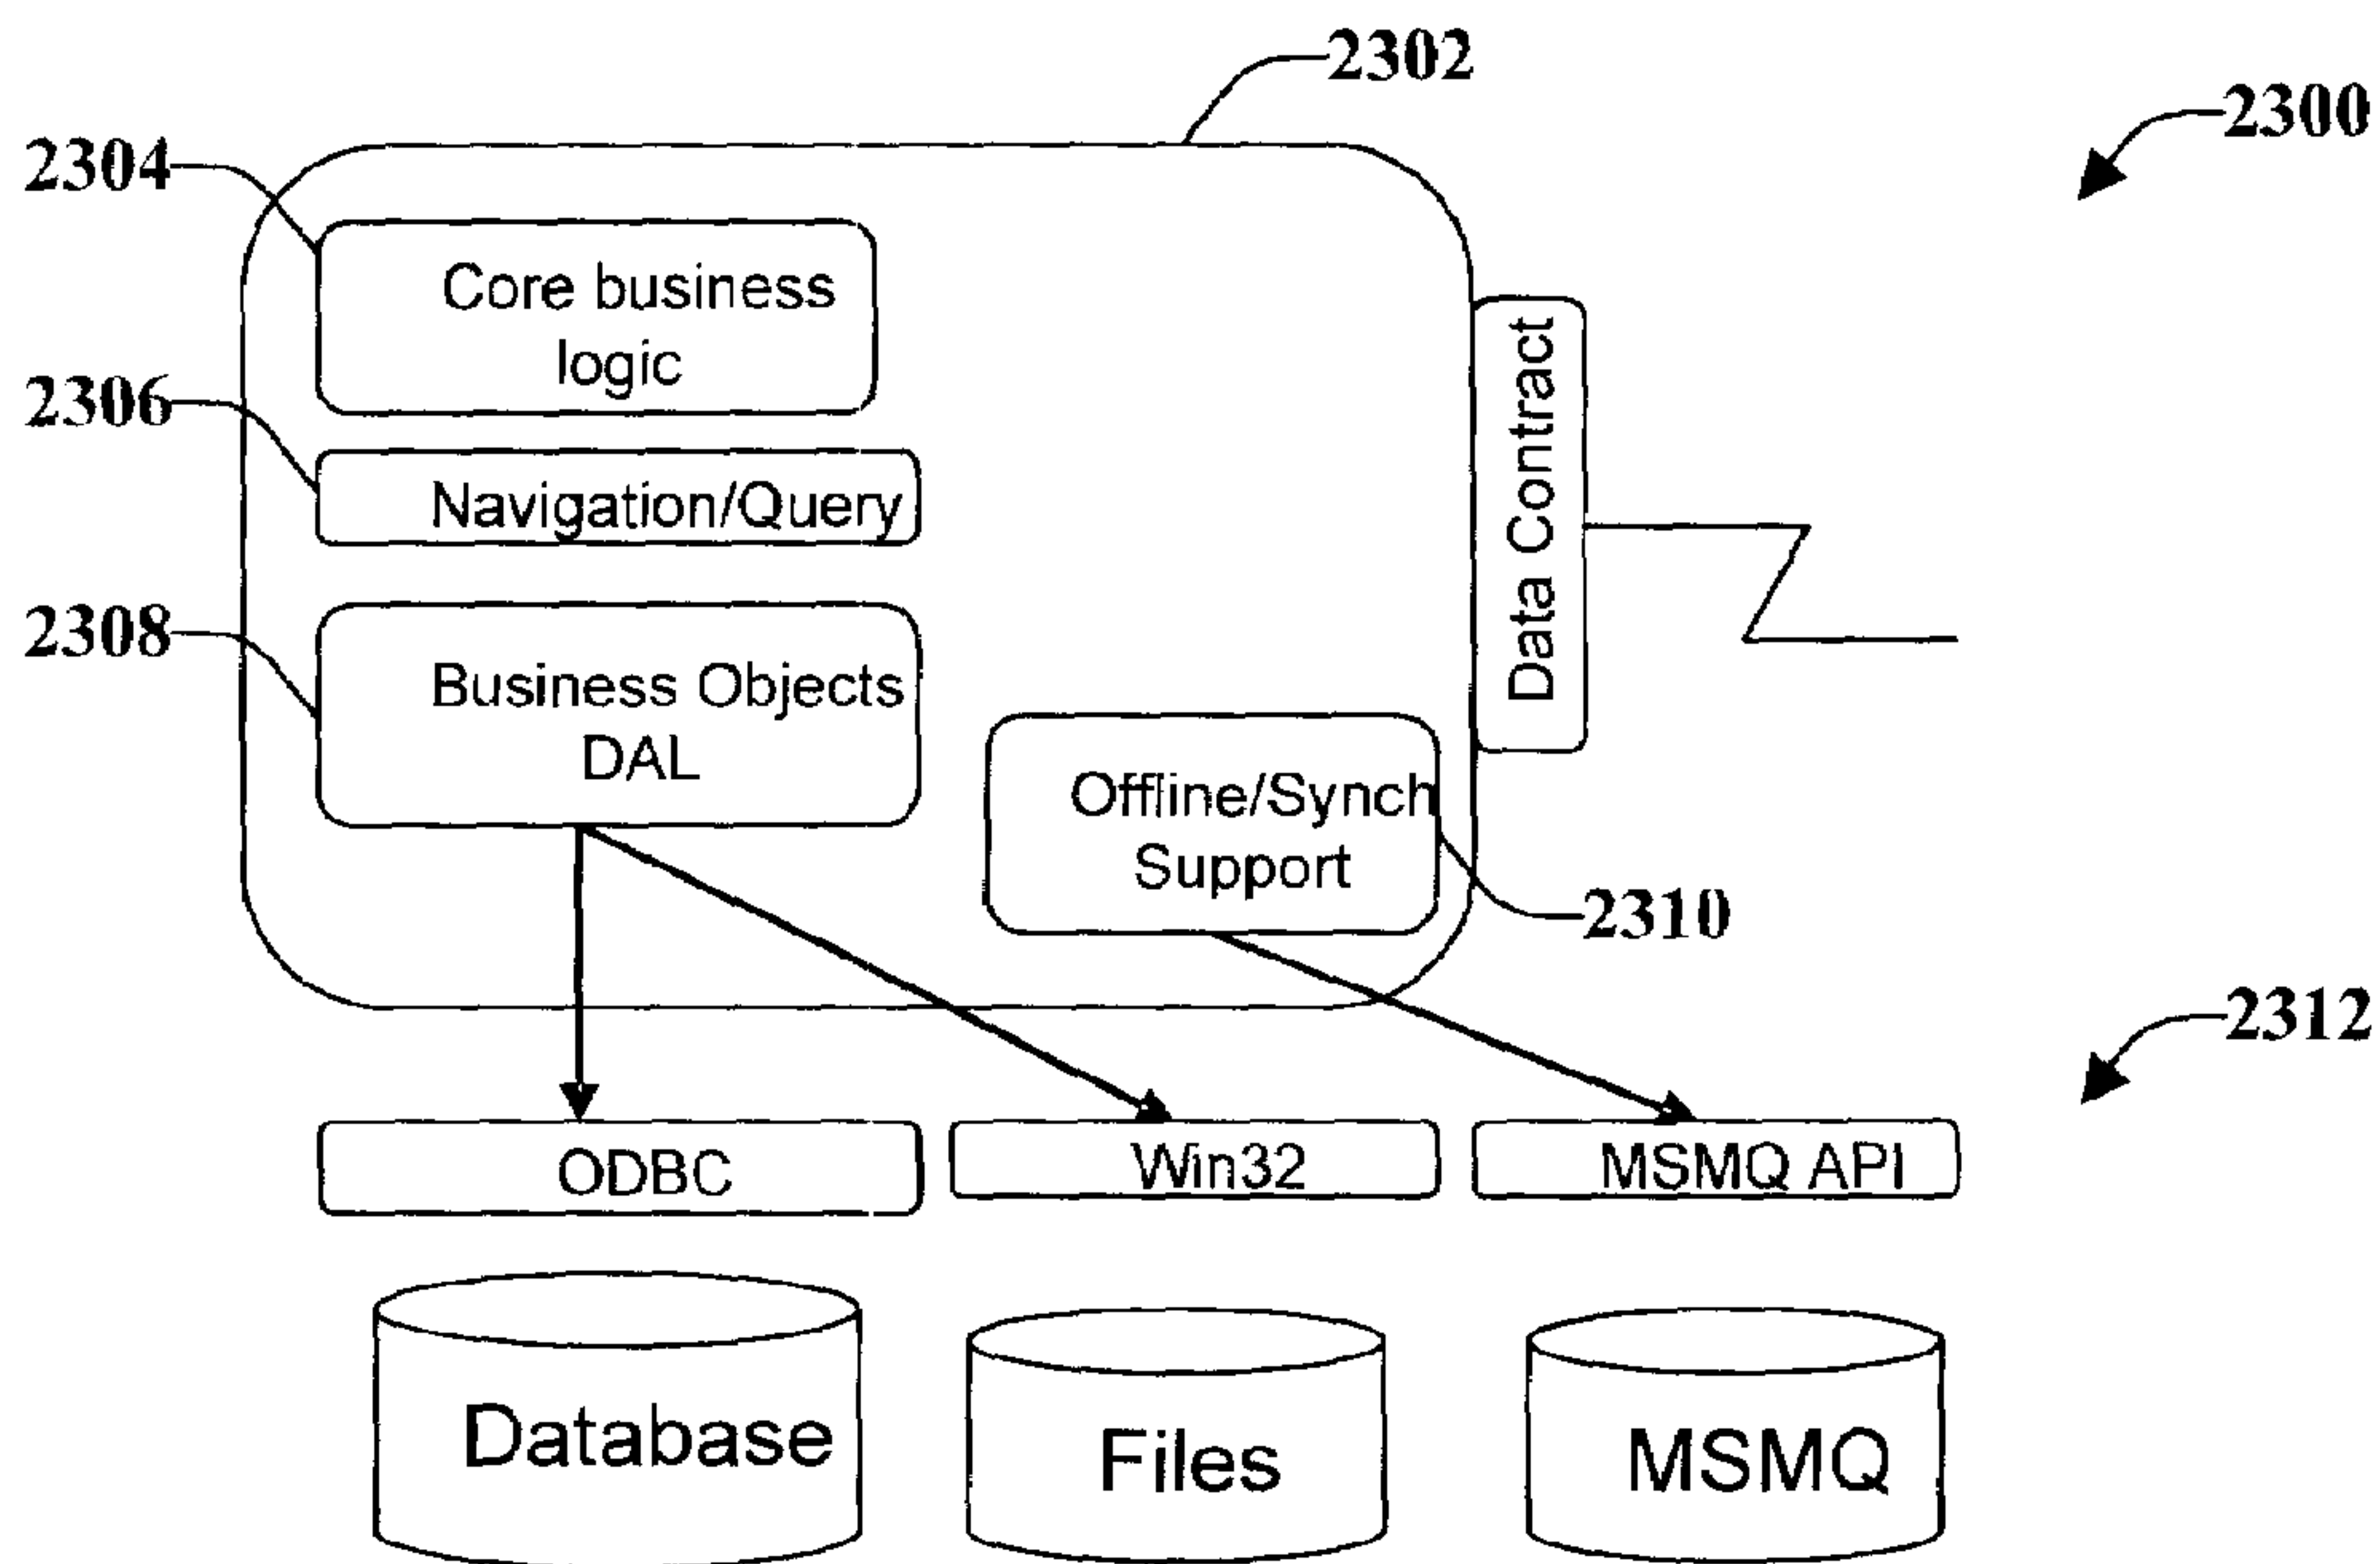 2302
2300
2304
Core business
logic
2306
Navigation/Query
Data Contract
2308
Business Objects
DAL
Offline/Synch
Support
2310
2312
ODBC
Win32
MSMQ API
Database
Files
MSMQ